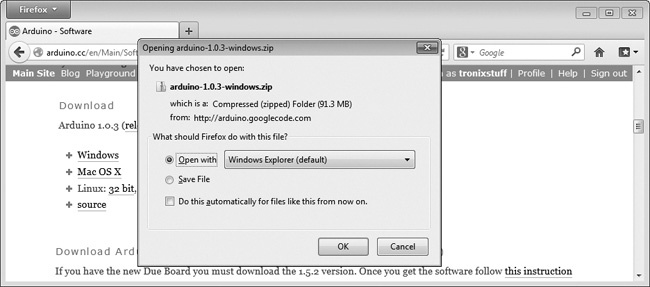 Firefox
Arduino - Software
arduino.cc/en/Main/Sof
Google
Main Site Blog Playground
as tronixstuff | Profile | Help | Sign out
Opening arduino-1.0.3-windows.zip
You have chosen to open:
arduino-1.0.3-windows.zip
which is a: Compressed (zipped) Folder (91.3 MB)
from: http://arduino.googlecode.com
What should Firefox do with this file?
Open with
Windows Explorer (default)
Save File
Do this automatically for files like this from now on.
OK
Cancel
Download
Arduino 1.0.3 (rel
Windows
Mac OS X
Linux: 32 bit,
source
Download Ard
)
If you have the new Due Board you must download the 1.5.2 version. Once you get the software follow this instruction